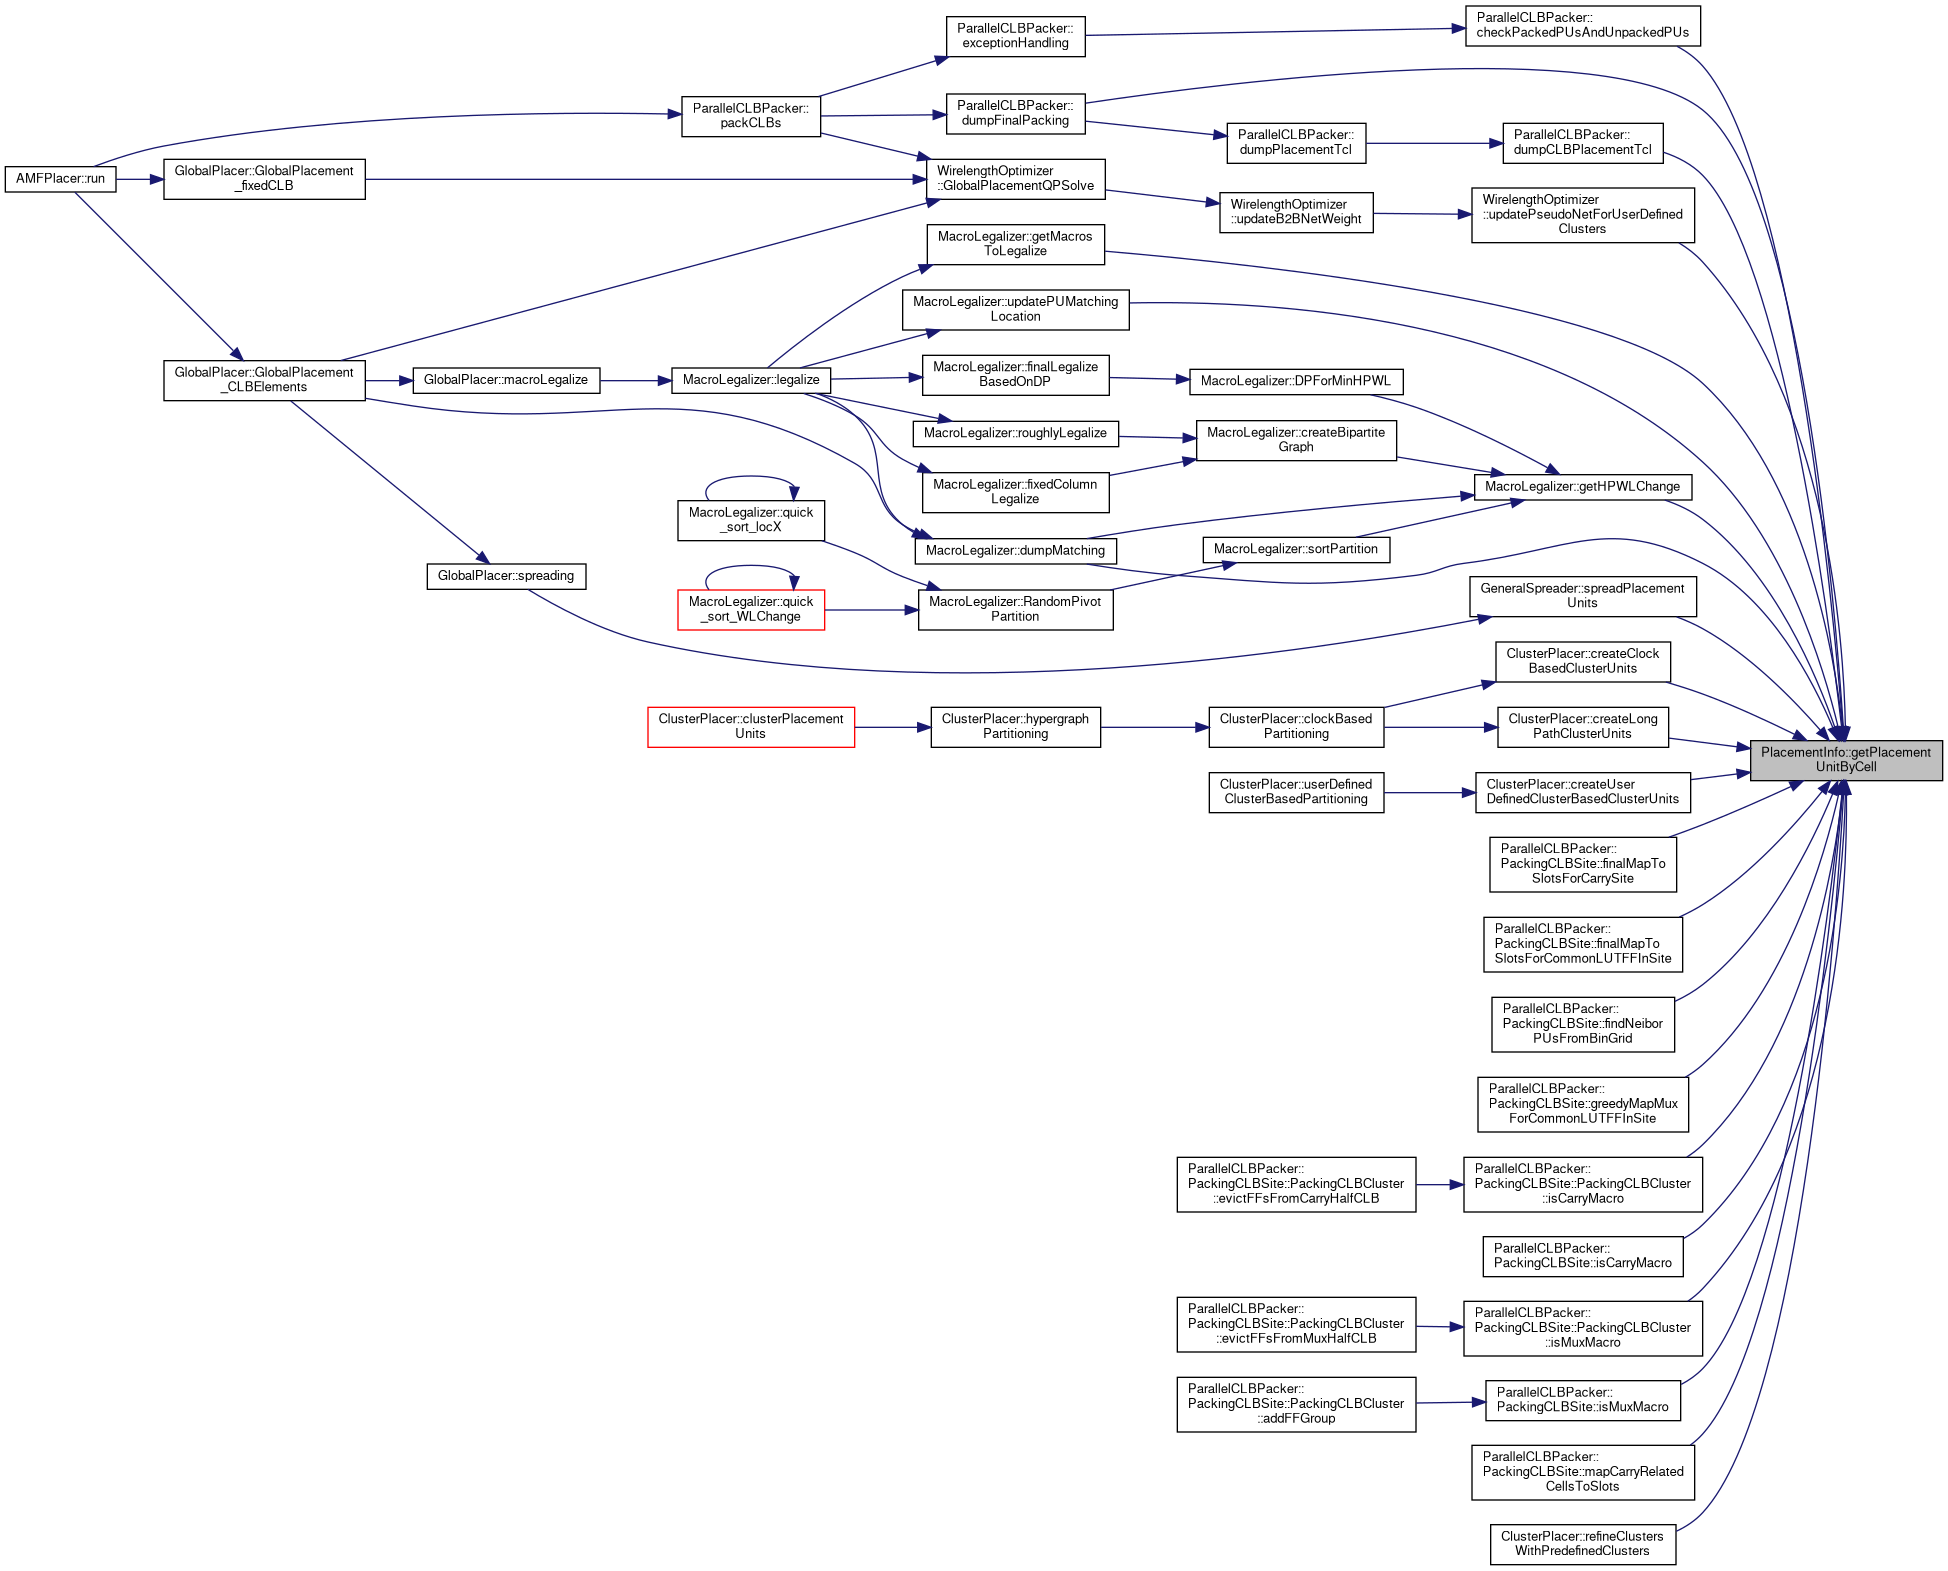 ParallelCLBPacker::
exceptionHandling
ParallelCLBPacker::
checkPackedPUsAndUnpackedPUs
ParallelCLBPacker::
packCLBs
ParallelCLBPacker::
dumpFinalPacking
ParallelCLBPacker::
dumpPlacementTcl
ParallelCLBPacker::
dumpCLBPlacementTcl
AMFPlacer::run
GlobalPlacer::GlobalPlacement
_fixedCLB
WirelengthOptimizer
::GlobalPlacementQPSolve
WirelengthOptimizer
::updateB2BNetWeight
WirelengthOptimizer
::updatePseudoNetForUserDefined
Clusters
MacroLegalizer::getMacros
ToLegalize
MacroLegalizer::updatePUMatching
Location
GlobalPlacer::GlobalPlacement
_CLBElements
GlobalPlacer::macroLegalize
MacroLegalizer::legalize
MacroLegalizer::finalLegalize
BasedOnDP
MacroLegalizer::DPForMinHPWL
MacroLegalizer::roughlyLegalize
MacroLegalizer::createBipartite
Graph
MacroLegalizer::fixedColumn
Legalize
MacroLegalizer::getHPWLChange
MacroLegalizer::quick
_sort_locX
MacroLegalizer::dumpMatching
MacroLegalizer::sortPartition
GlobalPlacer::spreading
MacroLegalizer::quick
_sort_WLChange
MacroLegalizer::RandomPivot
Partition
GeneralSpreader::spreadPlacement
Units
ClusterPlacer::createClock
BasedClusterUnits
ClusterPlacer::clusterPlacement
Units
ClusterPlacer::hypergraph
Partitioning
ClusterPlacer::clockBased
Partitioning
ClusterPlacer::createLong
PathClusterUnits
PlacementInfo::getPlacement
UnitByCell
ClusterPlacer::userDefined
ClusterBasedPartitioning
ClusterPlacer::createUser
DefinedClusterBasedClusterUnits
ParallelCLBPacker::
PackingCLBSite::finalMapTo
SlotsForCarrySite
ParallelCLBPacker::
PackingCLBSite::finalMapTo
SlotsForCommonLUTFFInSite
ParallelCLBPacker::
PackingCLBSite::findNeibor
PUsFromBinGrid
ParallelCLBPacker::
PackingCLBSite::greedyMapMux
ForCommonLUTFFInSite
ParallelCLBPacker::
PackingCLBSite::PackingCLBCluster
::evictFFsFromCarryHalfCLB
ParallelCLBPacker::
PackingCLBSite::PackingCLBCluster
::isCarryMacro
ParallelCLBPacker::
PackingCLBSite::isCarryMacro
ParallelCLBPacker::
PackingCLBSite::PackingCLBCluster
::evictFFsFromMuxHalfCLB
ParallelCLBPacker::
PackingCLBSite::PackingCLBCluster
::isMuxMacro
ParallelCLBPacker::
PackingCLBSite::PackingCLBCluster
::addFFGroup
ParallelCLBPacker::
PackingCLBSite::isMuxMacro
ParallelCLBPacker::
PackingCLBSite::mapCarryRelated
CellsToSlots
ClusterPlacer::refineClusters
WithPredefinedClusters